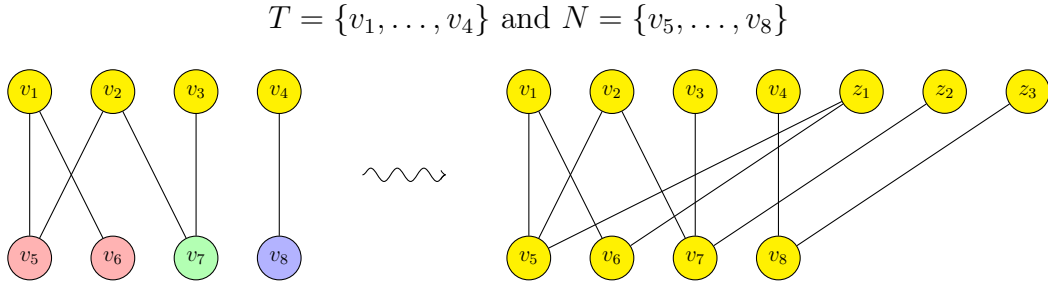 T = {v₁, …, v₄} and N = {v₅, …, v₈}
v₁ v₂ v₃ v₄ v₁ v₂ v₃ v₄ z₁ z₂ z₃
v₅ v₆ v₇ v₈ v₅ v₆ v₇ v₈